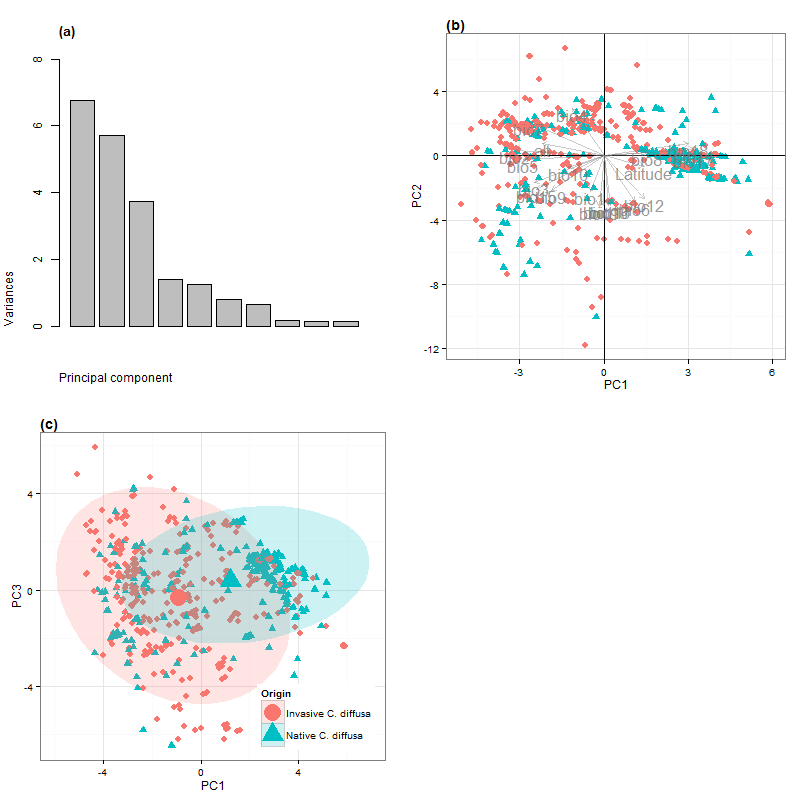 (a)
8
6
4
2
0
Variances
Principal component
(b)
4
0
-4
-8
-12
PC2
Latitude
bio10
-3
0
3
6
PC1
(c)
4
0
-4
PC3
Origin
Invasive C. diffusa
Native C. diffusa
-4
0
4
PC1